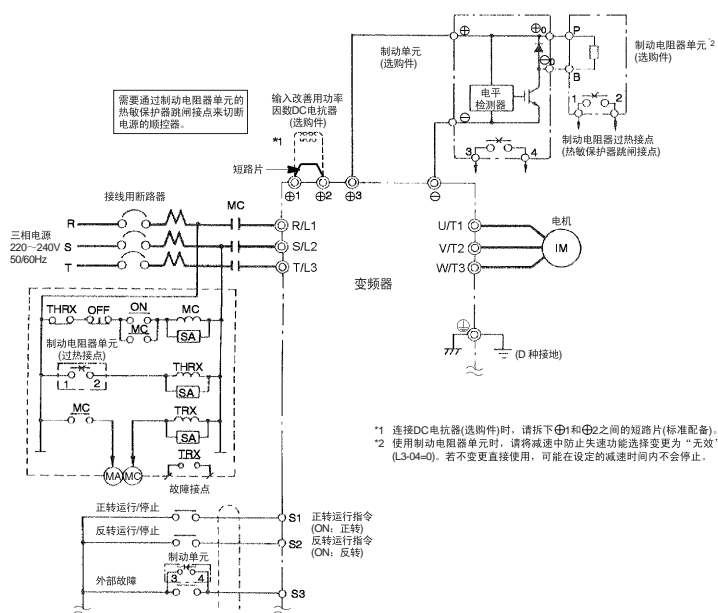 需要通过制动电阻器单元的
热敏保护器跳闸接点来切断
电源的顺控器。
输入改善用功率
因数DC电抗器
(选购件)
*1
短路片
⊕1
⊕2
⊕3
⊖
制动单元
(选购件)
⊕
⊕0
⊖0
⊖
电平
检测器
3
4
P
B
1
2
制动电阻器单元*2
(选购件)
制动电阻器过热接点
(热敏保护器跳闸接点)
接线用断路器
MC
三相电源
220～240V
50/60Hz
R
S
T
R/L1
S/L2
T/L3
U/T1
V/T2
W/T3
电机
IM
变频器
(D 种接地)
THRX
OFF
ON
MC
MC
SA
制动电阻器单元
(过热接点)
1
2
THRX
SA
MC
TRX
SA
MA
MC
TRX
故障接点
*1 连接DC电抗器(选购件)时，请拆下⊕1和⊕2之间的短路片(标准配备)。
*2 使用制动电阻器单元时，请将减速中防止失速功能选择变更为“无效”
(L3-04=0)。若不变更直接使用，可能在设定的减速时间内不会停止。
正转运行/停止
S1
正转运行指令
(ON：正转)
反转运行/停止
S2
反转运行指令
(ON：反转)
制动单元
3
4
外部故障
S3